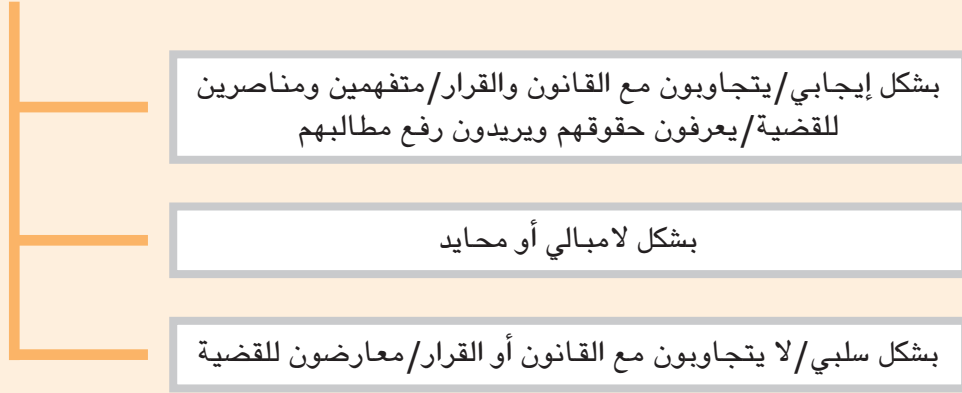 بشكل إيجابي/يتجاوبون مع القانون والقرار/متفهمين ومناصرين
للقضية/يعرفون حقوقهم ويريدون رفع مطالبهم
بشكل لامبالي أو محايد
بشكل سلبي/لا يتجاوبون مع القانون أو القرار/معارضون للقضية